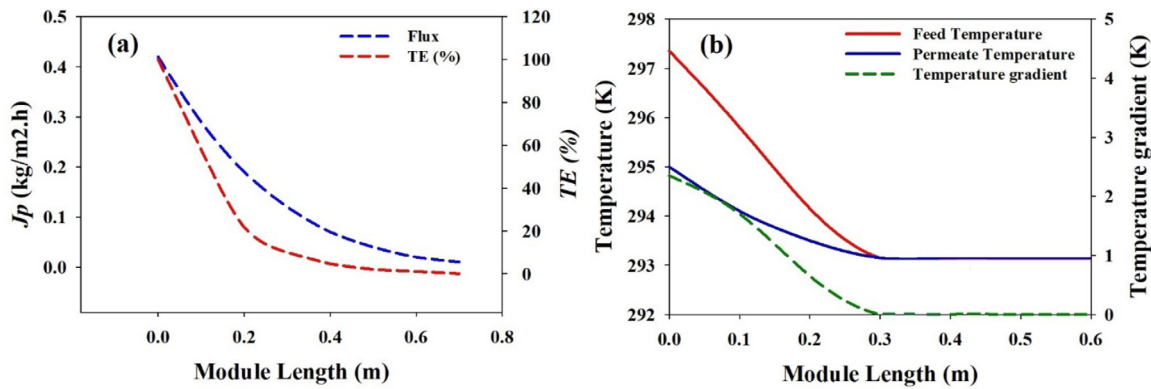 (a)
Flux
TE (%)
Jp (kg/m2.h)
0.5
0.4
0.3
0.2
0.1
0.0
120
100
80
60
40
20
0
TE (%)
0.0 0.2 0.4 0.6 0.8
Module Length (m)
(b)
Feed Temperature
Permeate Temperature
Temperature gradient
Temperature (K)
298
297
296
295
294
293
292
5
4
3
2
1
0
Temperature gradient (K)
0.0 0.1 0.2 0.3 0.4 0.5 0.6
Module Length (m)